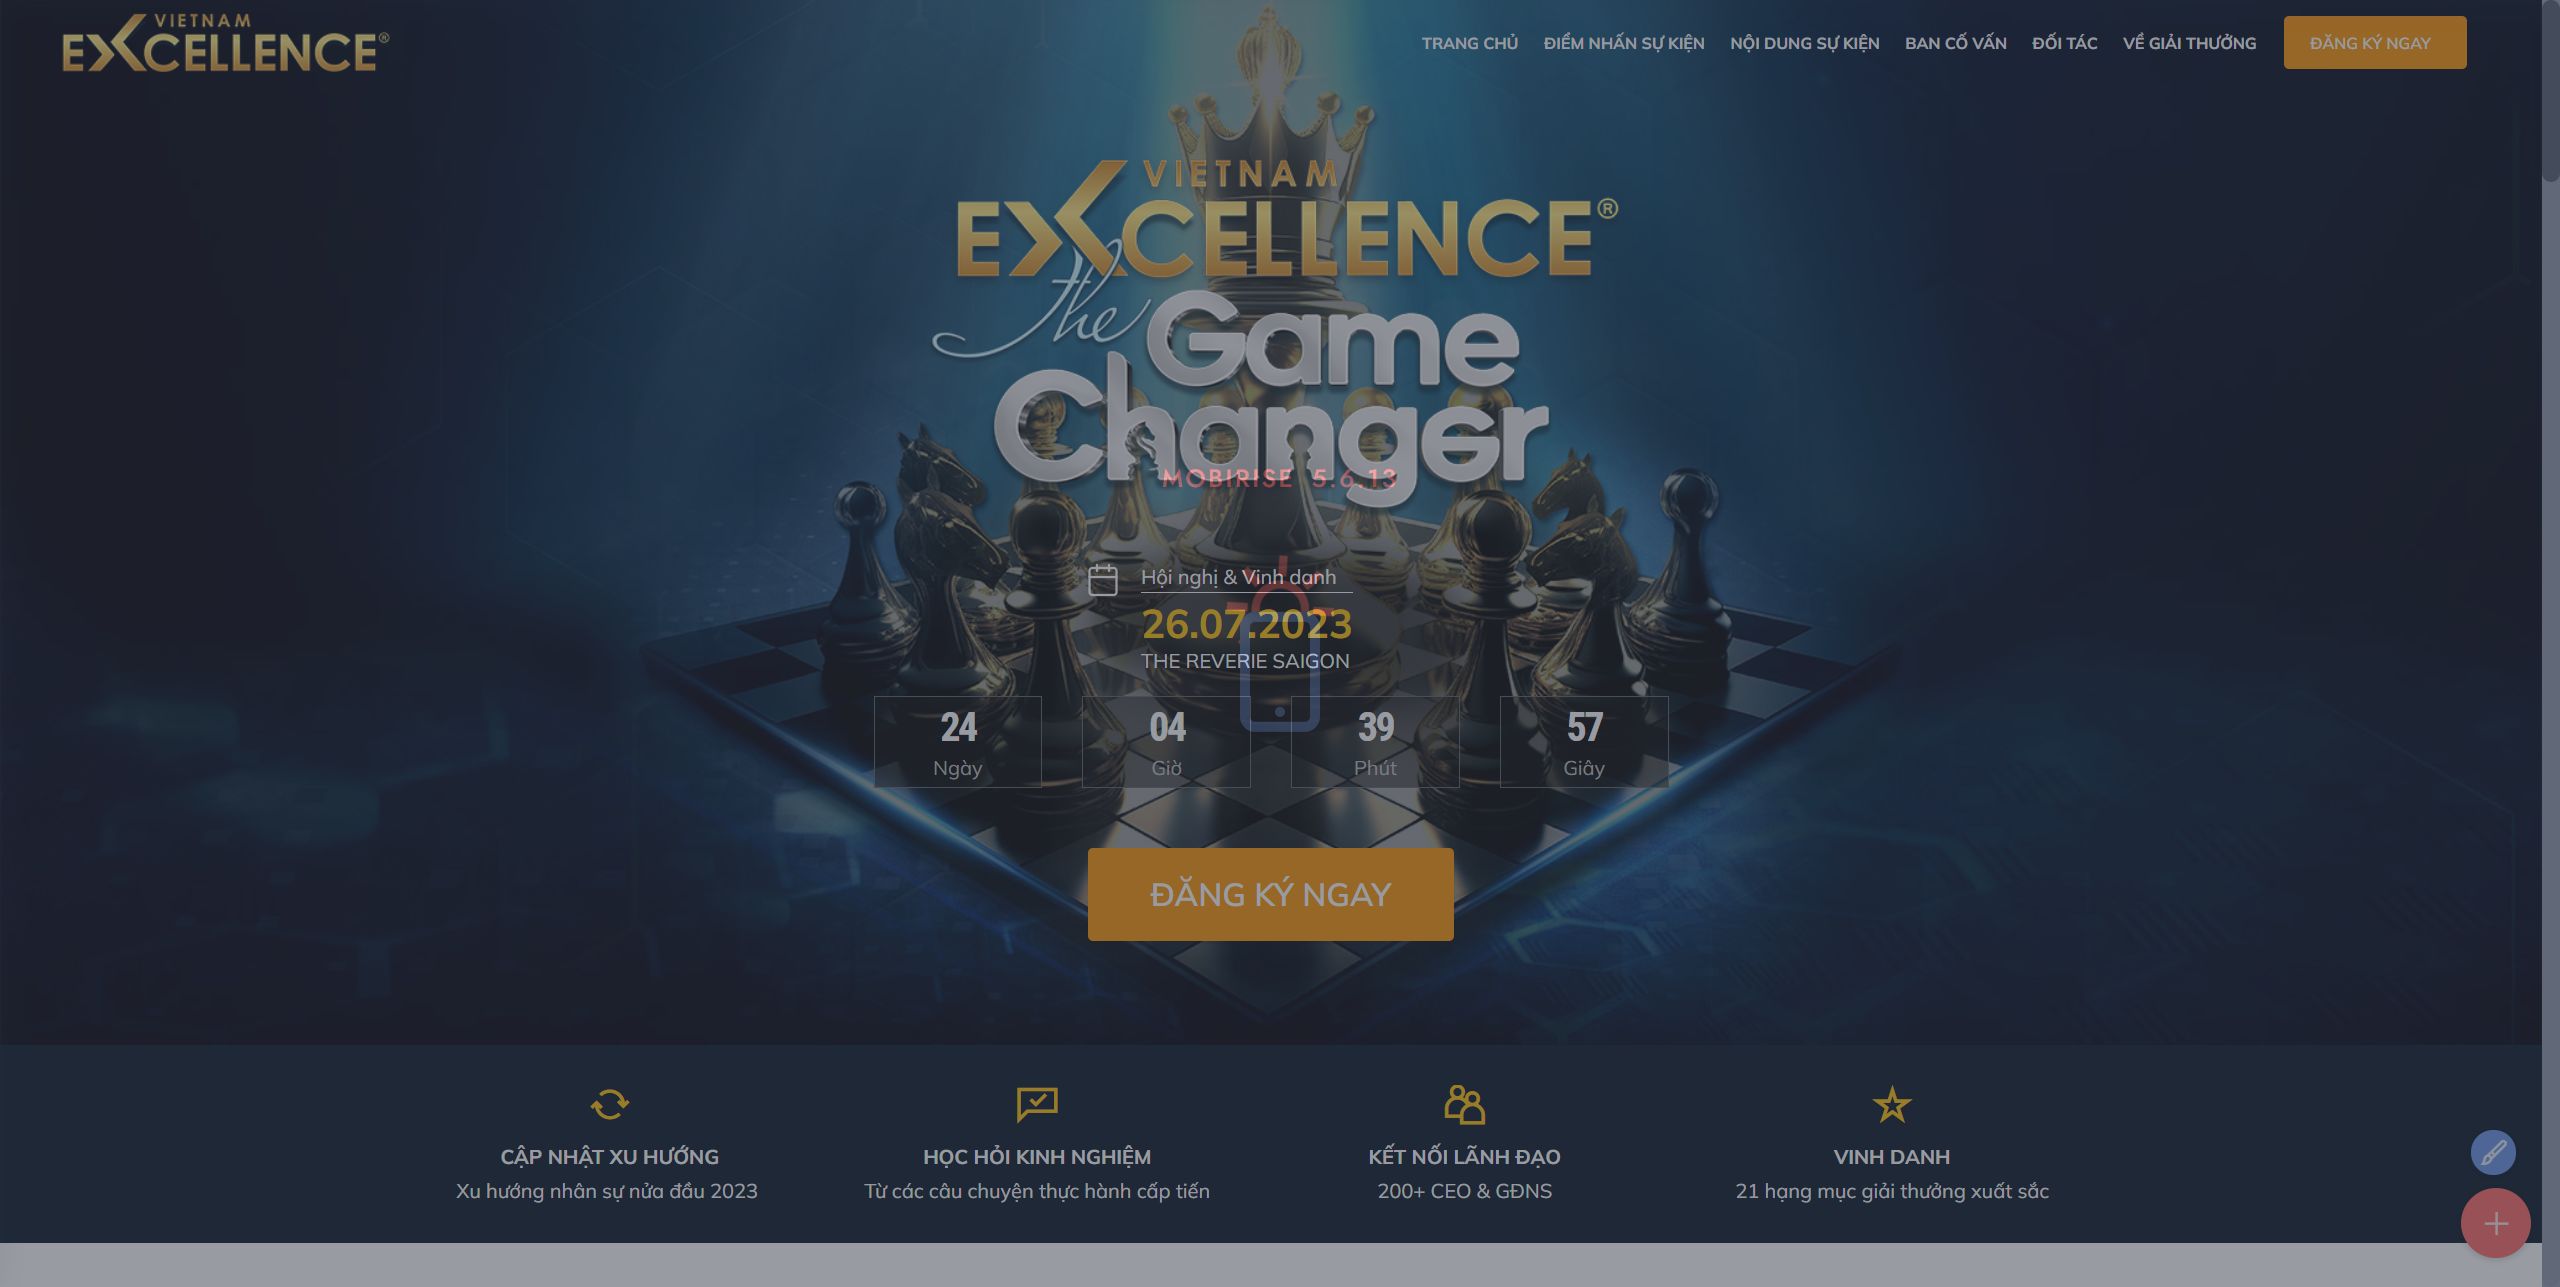 VIETNAM
EXCELLENCE®
TRANG CHỦ
ĐIỂM NHẤN SỰ KIỆN
NỘI DUNG SỰ KIỆN
BAN CỐ VẤN
ĐỐI TÁC
VỀ GIẢI THƯỞNG
ĐĂNG KÝ NGAY
VIETNAM
EXCELLENCE®
The Game
Changer
MOBIRISE 5.6.13
Hội nghị & Vinh danh
26.07.2023
THE REVERIE SAIGON
24
Ngày
04
Giờ
39
Phút
57
Giây
ĐĂNG KÝ NGAY
CẬP NHẬT XU HƯỚNG
Xu hướng nhân sự nửa đầu 2023
HỌC HỎI KINH NGHIỆM
Từ các câu chuyện thực hành cấp tiến
KẾT NỐI LÃNH ĐẠO
200+ CEO & GĐNS
VINH DANH
21 hạng mục giải thưởng xuất sắc